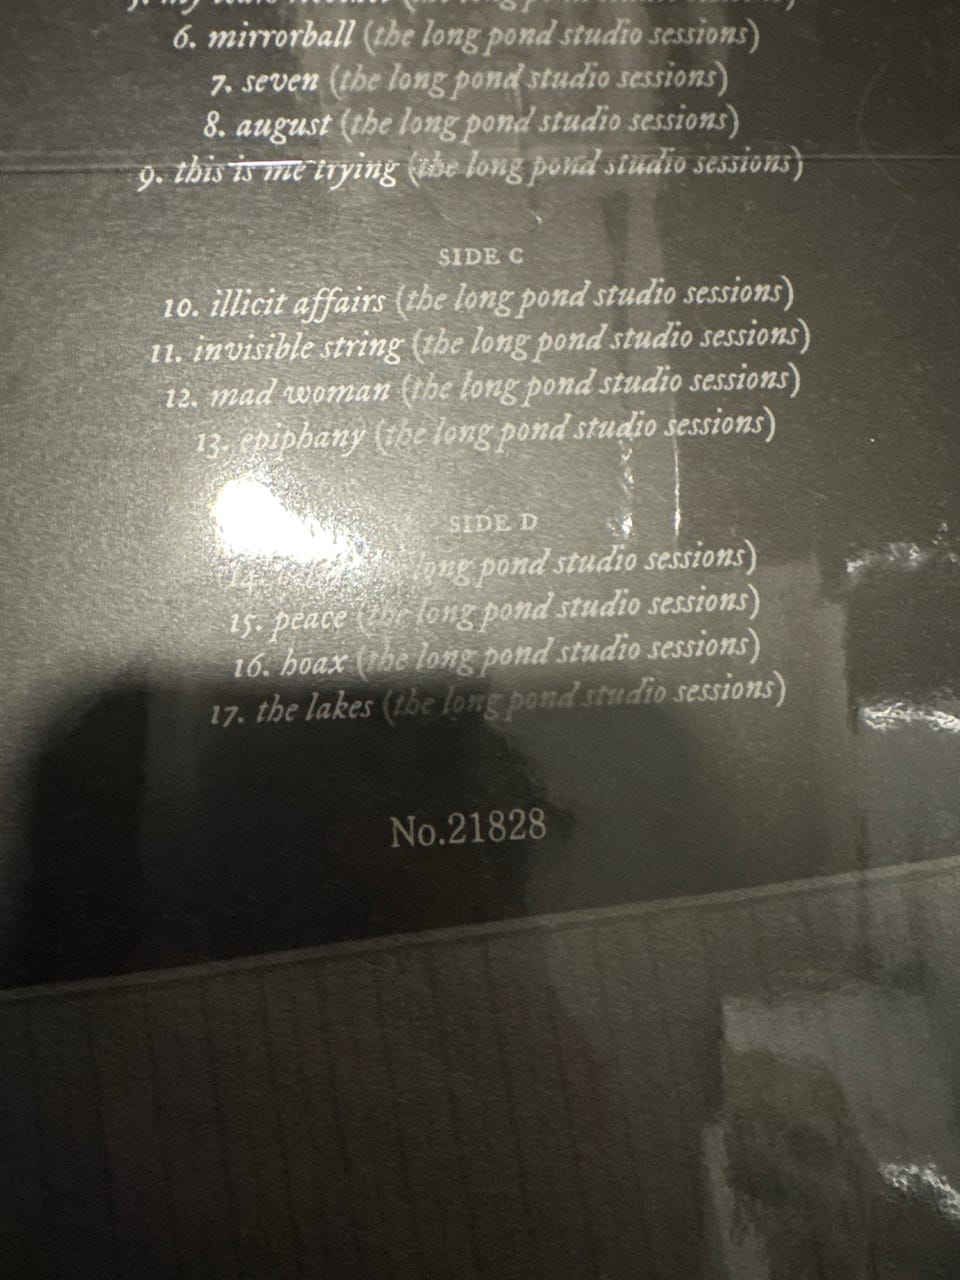 6. mirrorball (the long pond studio sessions)
7. seven (the long pond studio sessions)
8. august (the long pond studio sessions)
9. this is me trying (the long pond studio sessions)
SIDE C
10. illicit affairs (the long pond studio sessions)
11. invisible string (the long pond studio sessions)
12. mad woman (the long pond studio sessions)
13. epiphany (the long pond studio sessions)
SIDE D
14. long pond studio sessions)
15. peace (the long pond studio sessions)
16. hoax (the long pond studio sessions)
17. the lakes (the long pond studio sessions)
No.21828